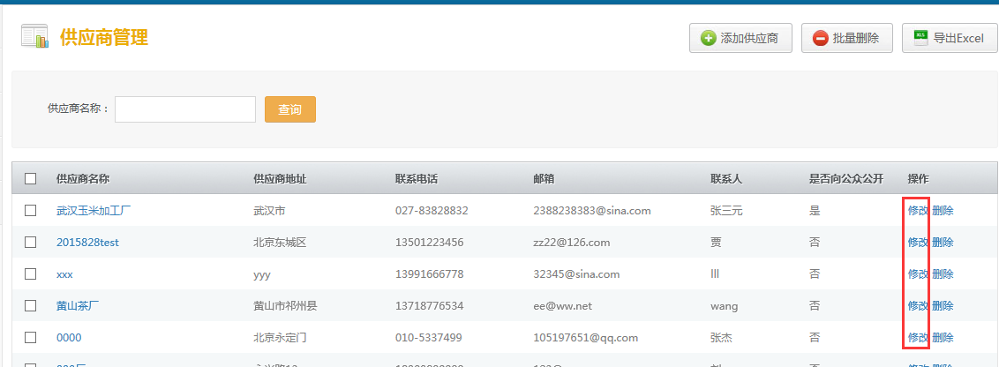 供应商管理
添加供应商 批量删除 导出Excel
供应商名称： 查询
供应商名称 供应商地址 联系电话 邮箱 联系人 是否向公众公开 操作
武汉玉米加工厂 武汉市 027-83828832 2388238383@sina.com 张三元 是 修改 删除
2015828test 北京东城区 13501223456 zz22@126.com 贾 否 修改 删除
xxx yyy 13991666778 32345@sina.com lll 否 修改 删除
黄山茶厂 黄山市祁州县 13718776534 ee@ww.net wang 否 修改 删除
0000 北京永定门 010-5337499 105197651@qq.com 张杰 否 修改 删除